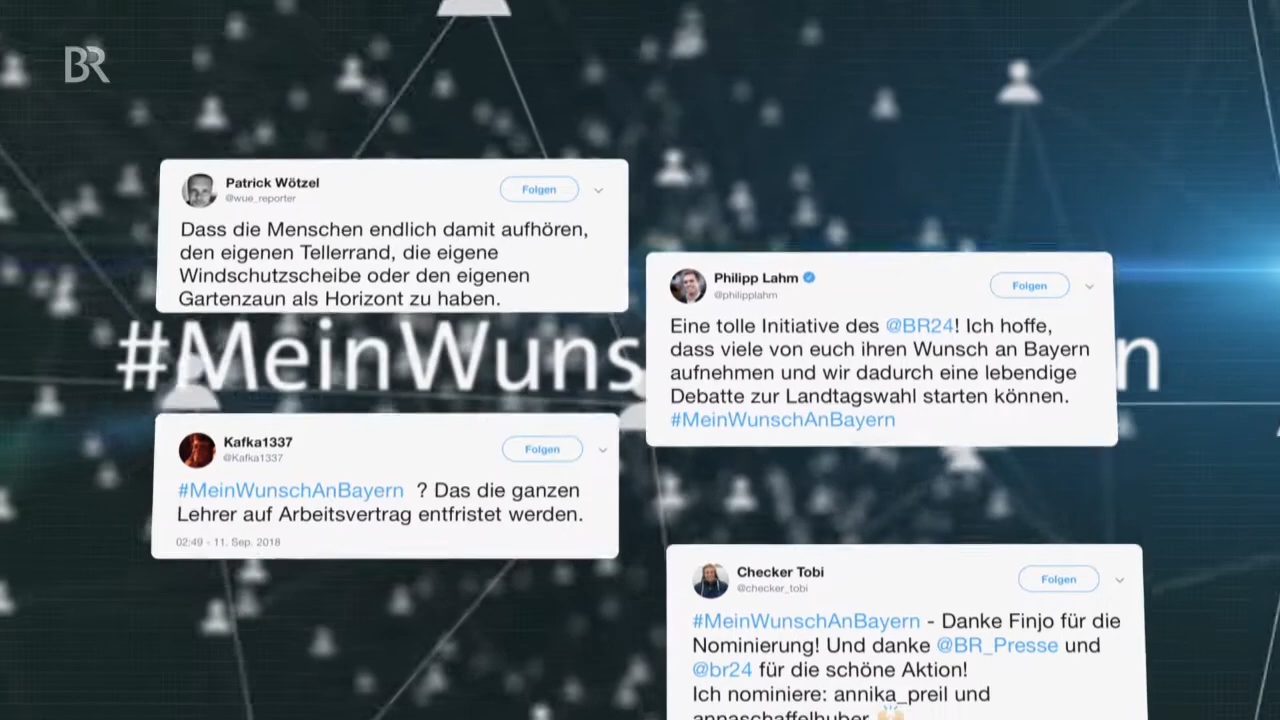 BR
Patrick Wötzel
@wue_reporter
Folgen
Dass die Menschen endlich damit aufhören,
den eigenen Tellerrand, die eigene
Windschutzscheibe oder den eigenen
Gartenzaun als Horizont zu haben.
Philipp Lahm
@philipplahm
Folgen
Eine tolle Initiative des @BR24! Ich hoffe,
dass viele von euch ihren Wunsch an Bayern
aufnehmen und wir dadurch eine lebendige
Debatte zur Landtagswahl starten können.
#MeinWunschAnBayern
#MeinWuns n
Kafka1337
@Kafka1337
Folgen
#MeinWunschAnBayern ? Das die ganzen
Lehrer auf Arbeitsvertrag entfristet werden.
02:49 - 11. Sep. 2018
Checker Tobi
@checker_tobi
Folgen
#MeinWunschAnBayern - Danke Finjo für die
Nominierung! Und danke @BR_Presse und
@br24 für die schöne Aktion!
Ich nominiere: annika_preil und
annaschaffelhuber